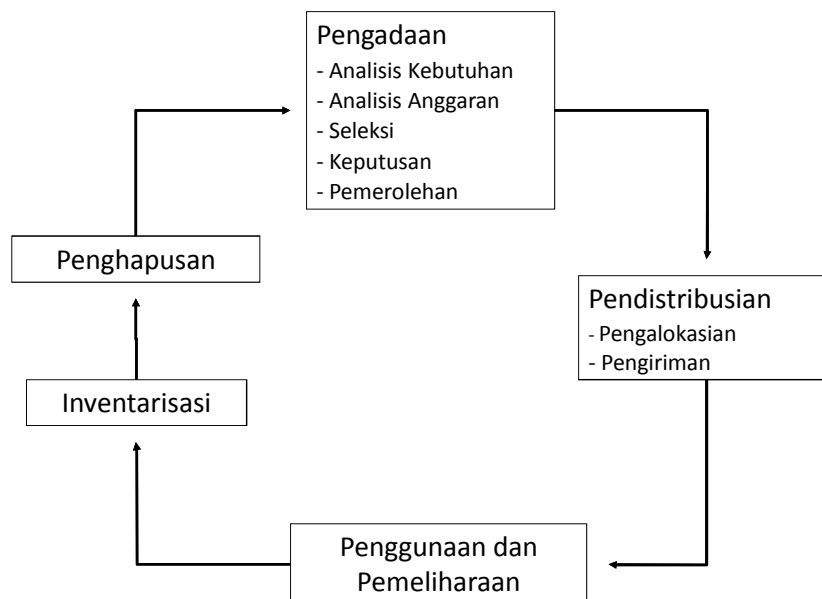 Pengadaan
- Analisis Kebutuhan
- Analisis Anggaran
- Seleksi
- Keputusan
- Pemerolehan
Pendistribusian
- Pengalokasian
- Pengiriman
Penggunaan dan
Pemeliharaan
Inventarisasi
Penghapusan